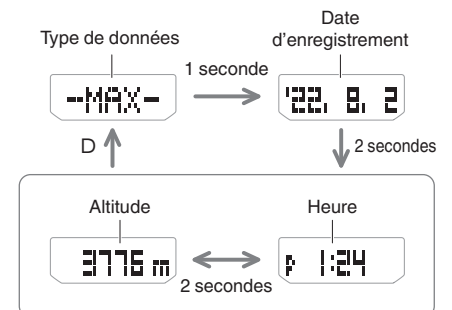 Type de données
Date
d'enregistrement
-MAX-
1 seconde
'22. 8. 2
D
2 secondes
Altitude
Heure
3776 m
P 1:24
2 secondes